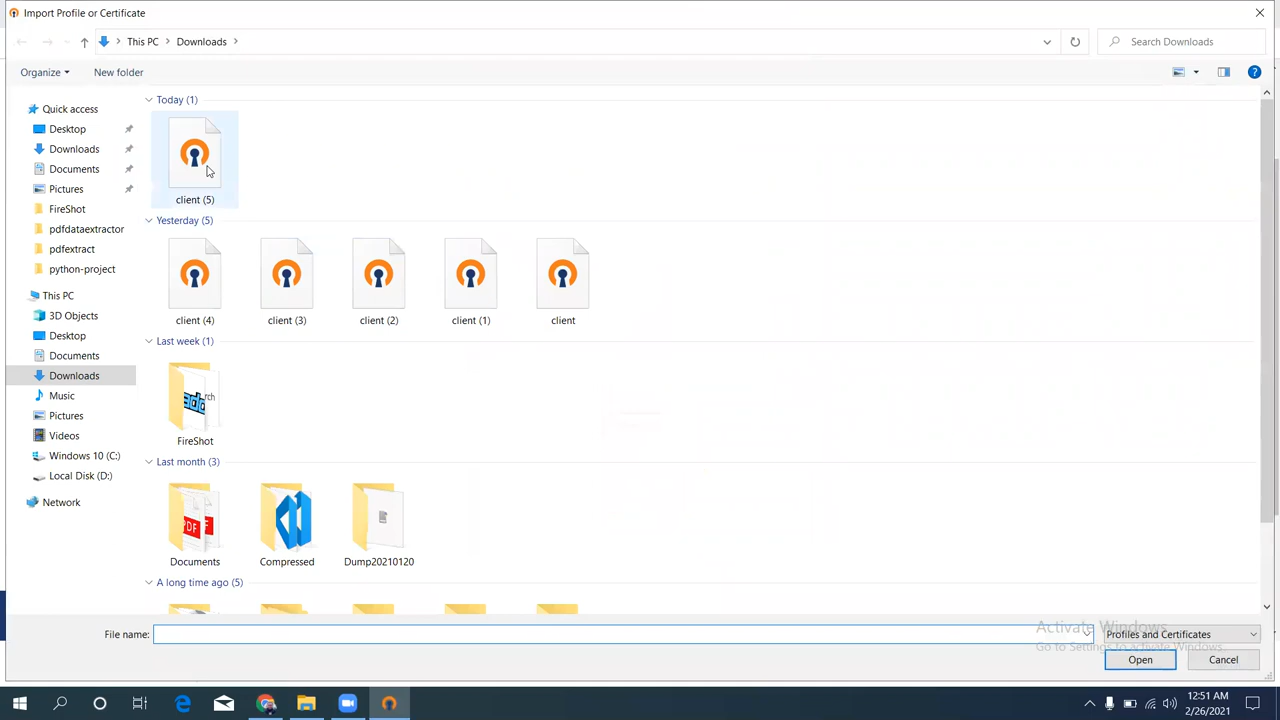 Import Profile or Certificate
This PC
Downloads
Search Downloads
Organize
New folder
Quick access
Desktop
Downloads
Documents
Pictures
FireShot
pdfdataextractor
pdfextract
python-project
This PC
3D Objects
Desktop
Documents
Downloads
Music
Pictures
Videos
Windows 10 (C:)
Local Disk (D:)
Network
Today (1)
client (5)
Yesterday (5)
client (4)
client (3)
client (2)
client (1)
client
Last week (1)
FireShot
Last month (3)
PDF
Documents
Compressed
Dump20210120
A long time ago (5)
File name:
Profiles and Certificates
Activate Windows
Go to Settings to activate Windows.
Open
Cancel
12:51 AM
2/26/2021